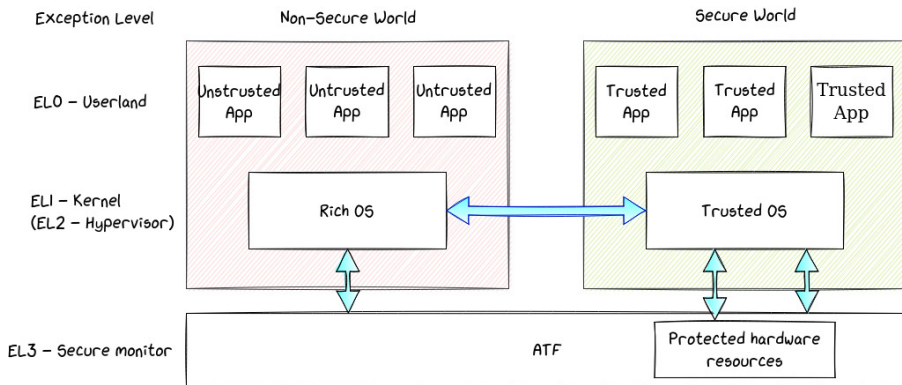 Exception Level
Non-Secure World
Secure World
EL0 - Userland
Unstrusted
App
Untrusted
App
Untrusted
App
Trusted
App
Trusted
App
Trusted
App
EL1 - Kernel
(EL2 - Hypervisor)
Rich OS
Trusted OS
EL3 - Secure monitor
ATF
Protected hardware
resources